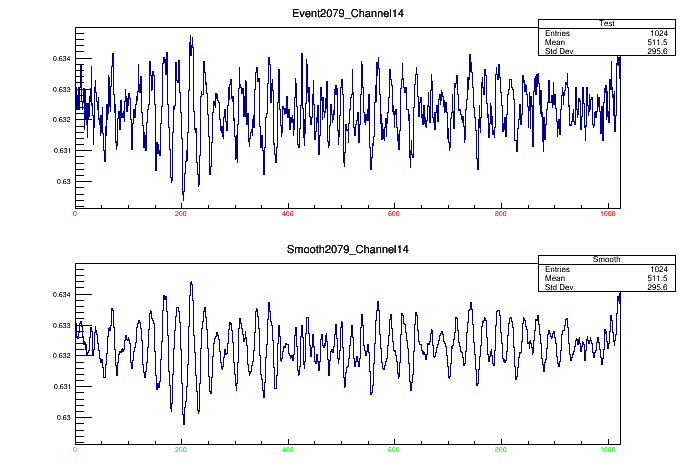 Event2079_Channel14
Test
Entries 1024
Mean 511.5
Std Dev 295.6
0.634
0.633
0.632
0.631
0.63
0 200 400 600 800 1000
Smooth2079_Channel14
Smooth
Entries 1024
Mean 511.5
Std Dev 295.6
0.634
0.633
0.632
0.631
0.63
0 200 400 600 800 1000